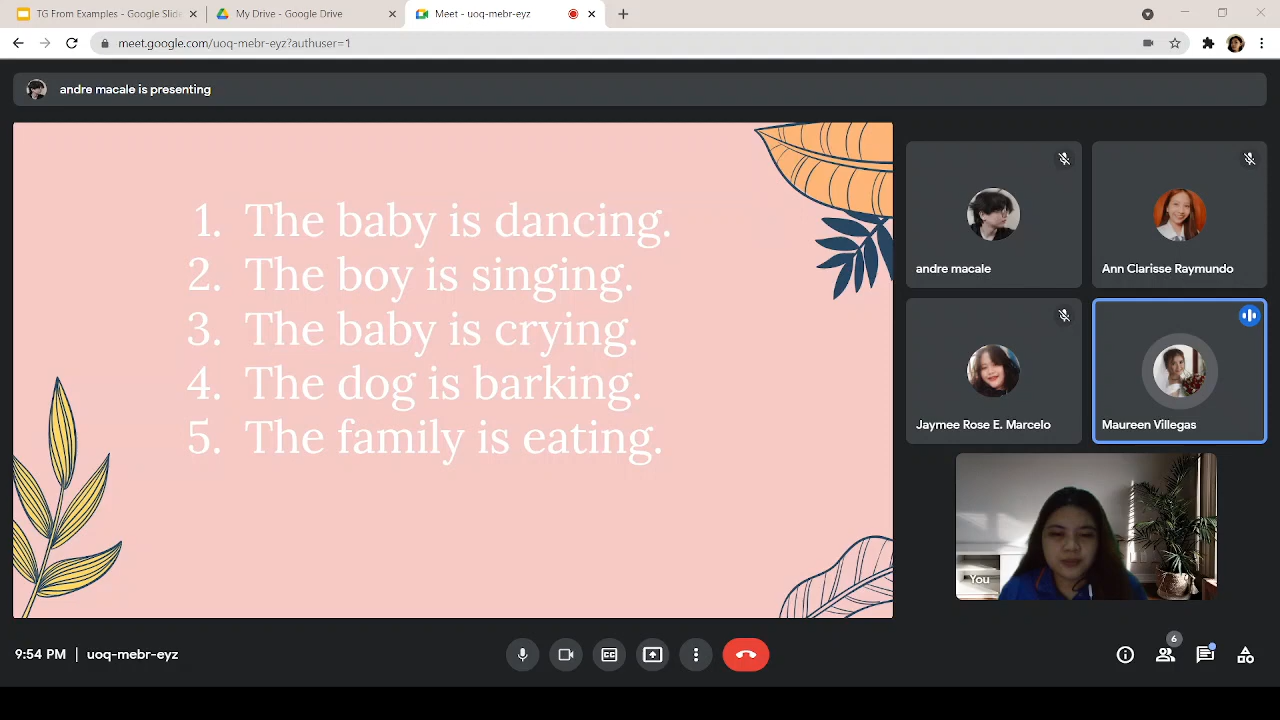 TG From Examples - Google Slide
My Drive - Google Drive
Meet - uoq-mebr-eyz
meet.google.com/uoq-mebr-eyz?authuser=1
andre macale is presenting
1. The baby is dancing.
2. The boy is singing.
3. The baby is crying.
4. The dog is barking.
5. The family is eating.
andre macale
Ann Clarisse Raymundo
Jaymee Rose E. Marcelo
Maureen Villegas
You
9:54 PM | uoq-mebr-eyz
CC
6